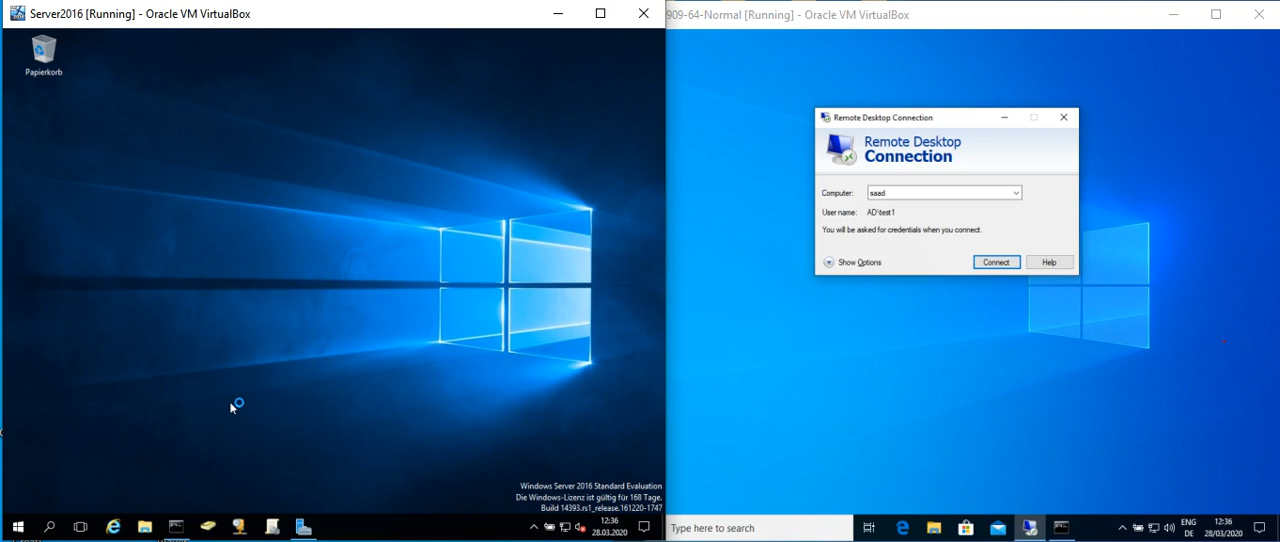 Server2016 [Running] - Oracle VM VirtualBox
Papierkorb
Windows Server 2016 Standard Evaluation
Die Windows-Lizenz ist gültig für 168 Tage.
Build 14393.rs1_release.161220-1747
12:36
28.03.2020
909-64-Normal [Running] - Oracle VM VirtualBox
Remote Desktop Connection
Remote Desktop
Connection
Computer: saad
User name: AD\test1
You will be asked for credentials when you connect.
Show Options
Connect
Help
Type here to search
ENG
DE
12:36
28/03/2020